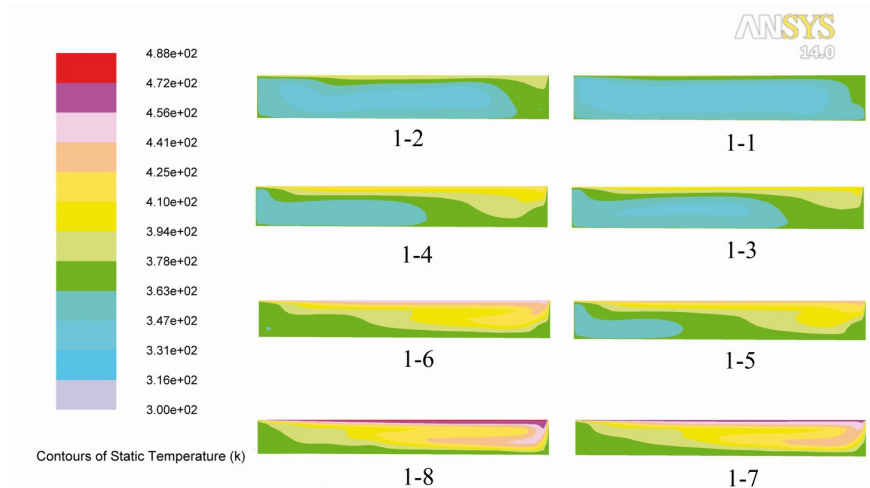 ANSYS
14.0
4.88e+02
4.72e+02
4.56e+02
4.41e+02
4.25e+02
4.10e+02
3.94e+02
3.78e+02
3.63e+02
3.47e+02
3.31e+02
3.16e+02
3.00e+02
Contours of Static Temperature (k)
1-2 1-1
1-4 1-3
1-6 1-5
1-8 1-7